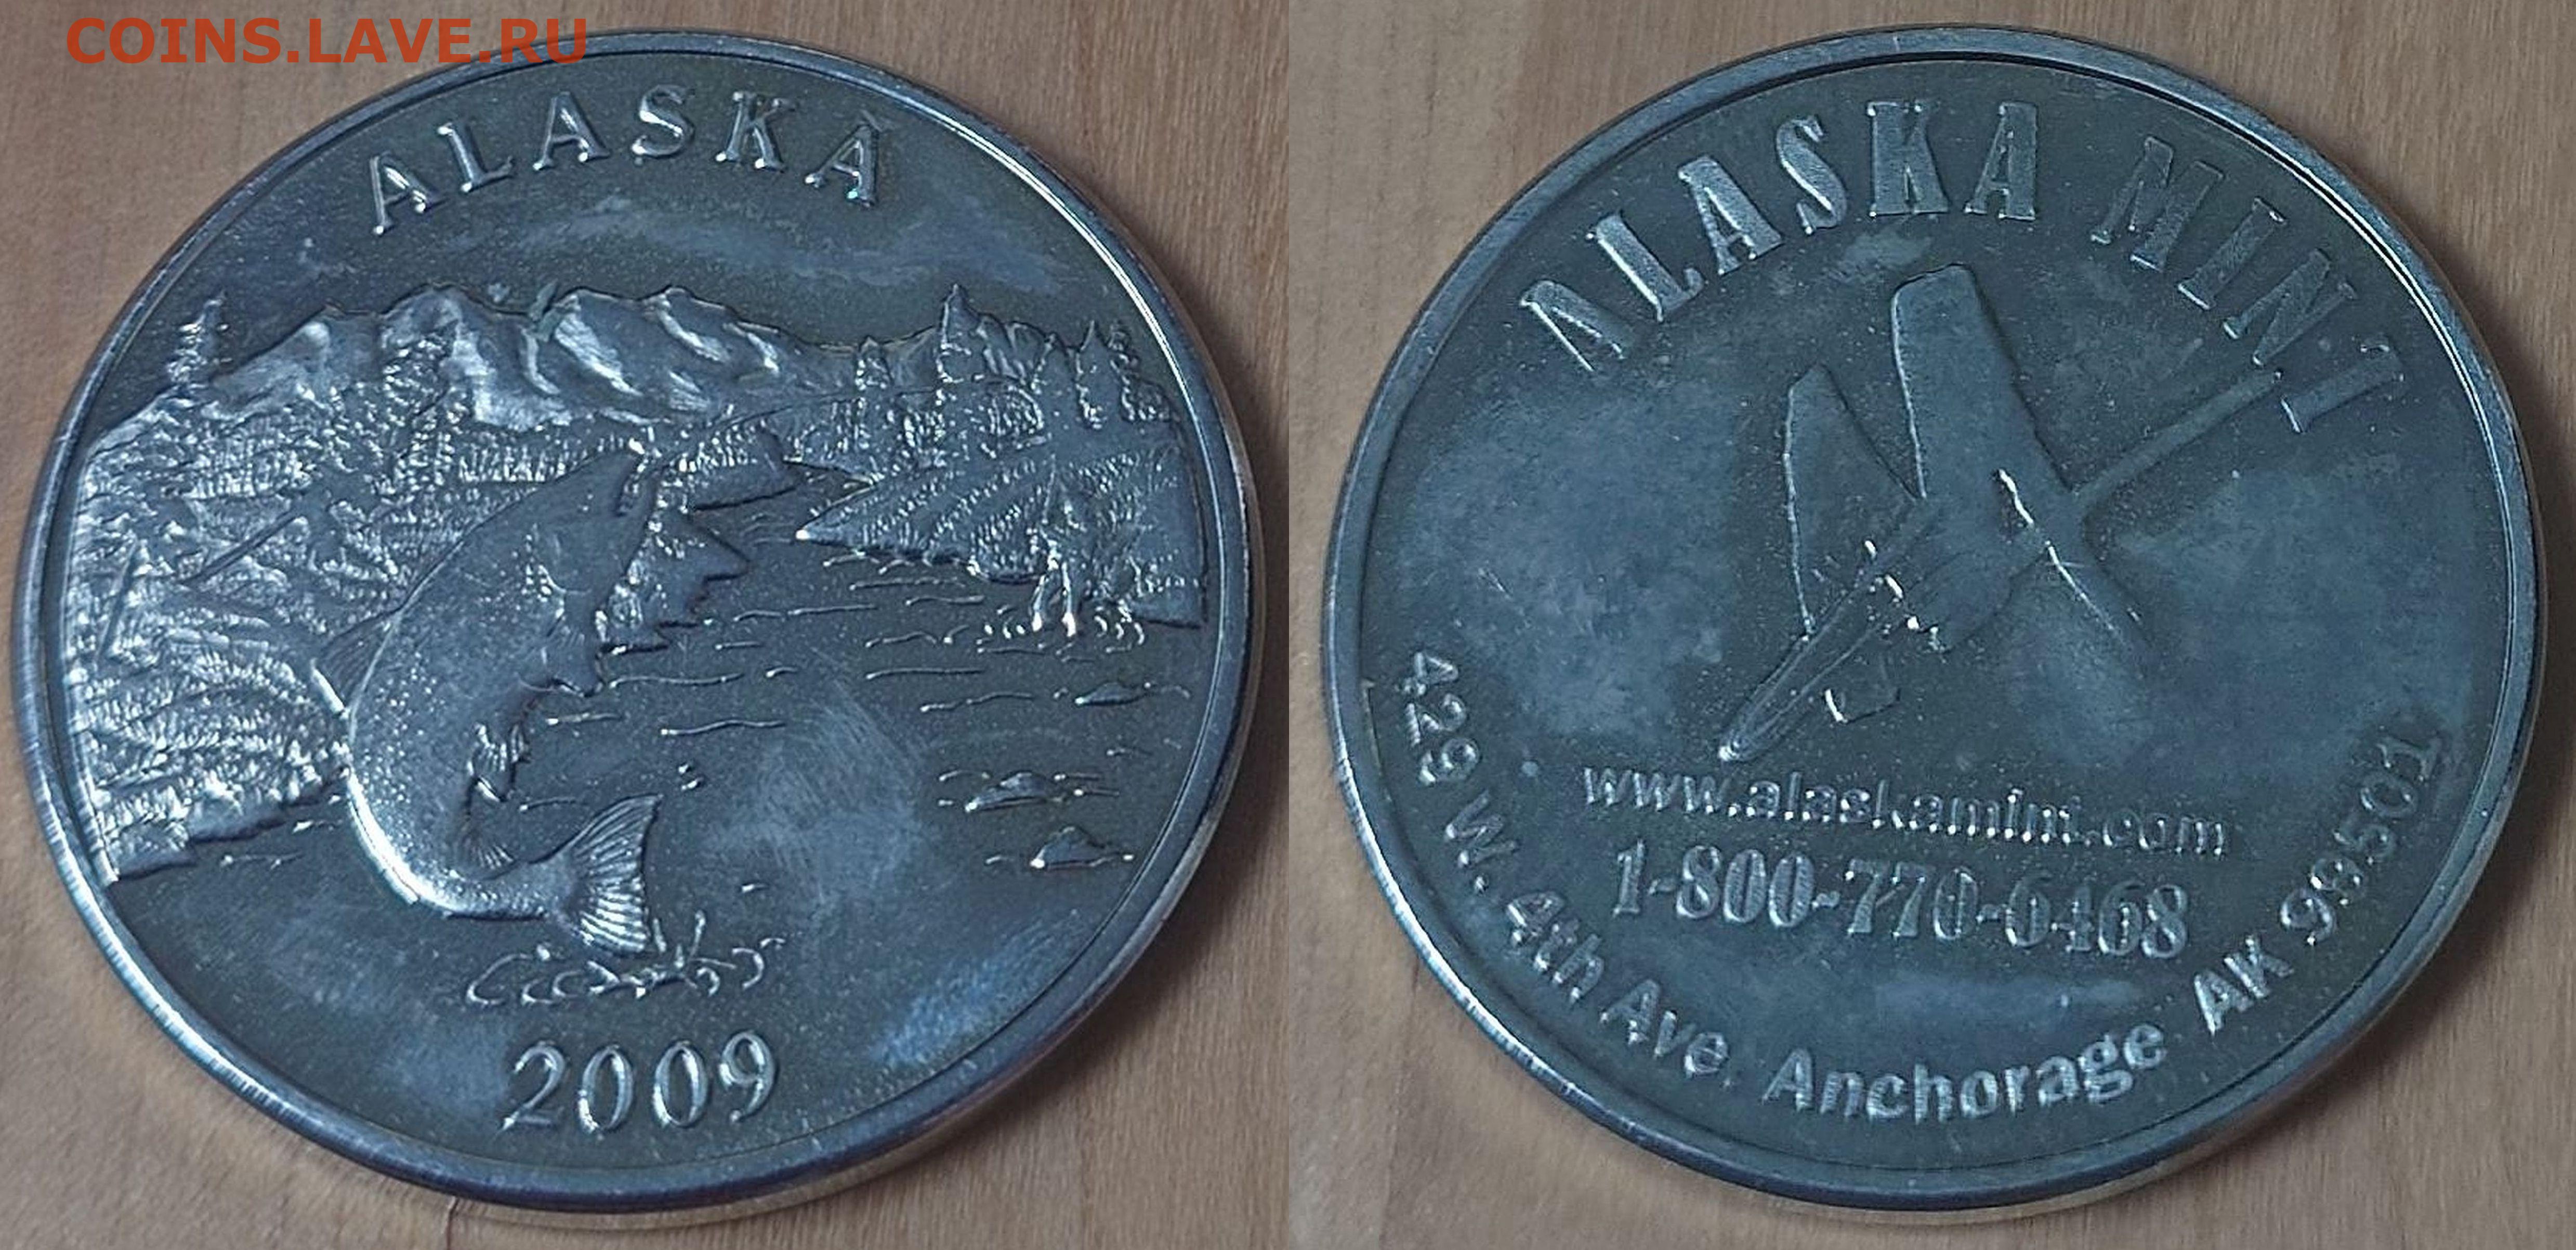 COINS.LAVE.RU
ALASKA
2009
ALASKA MINT
www.alaskamint.com
1-800-770-6468
429 W. 4th Ave. Anchorage AK 99501